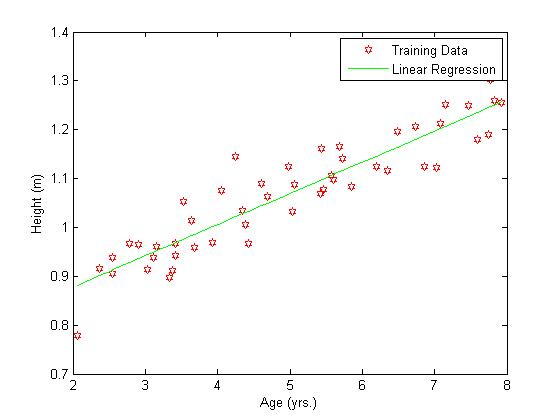 1.4
1.3
1.2
1.1
1
0.9
0.8
0.7
Height (m)
Training Data
Linear Regression
2 3 4 5 6 7 8
Age (yrs.)